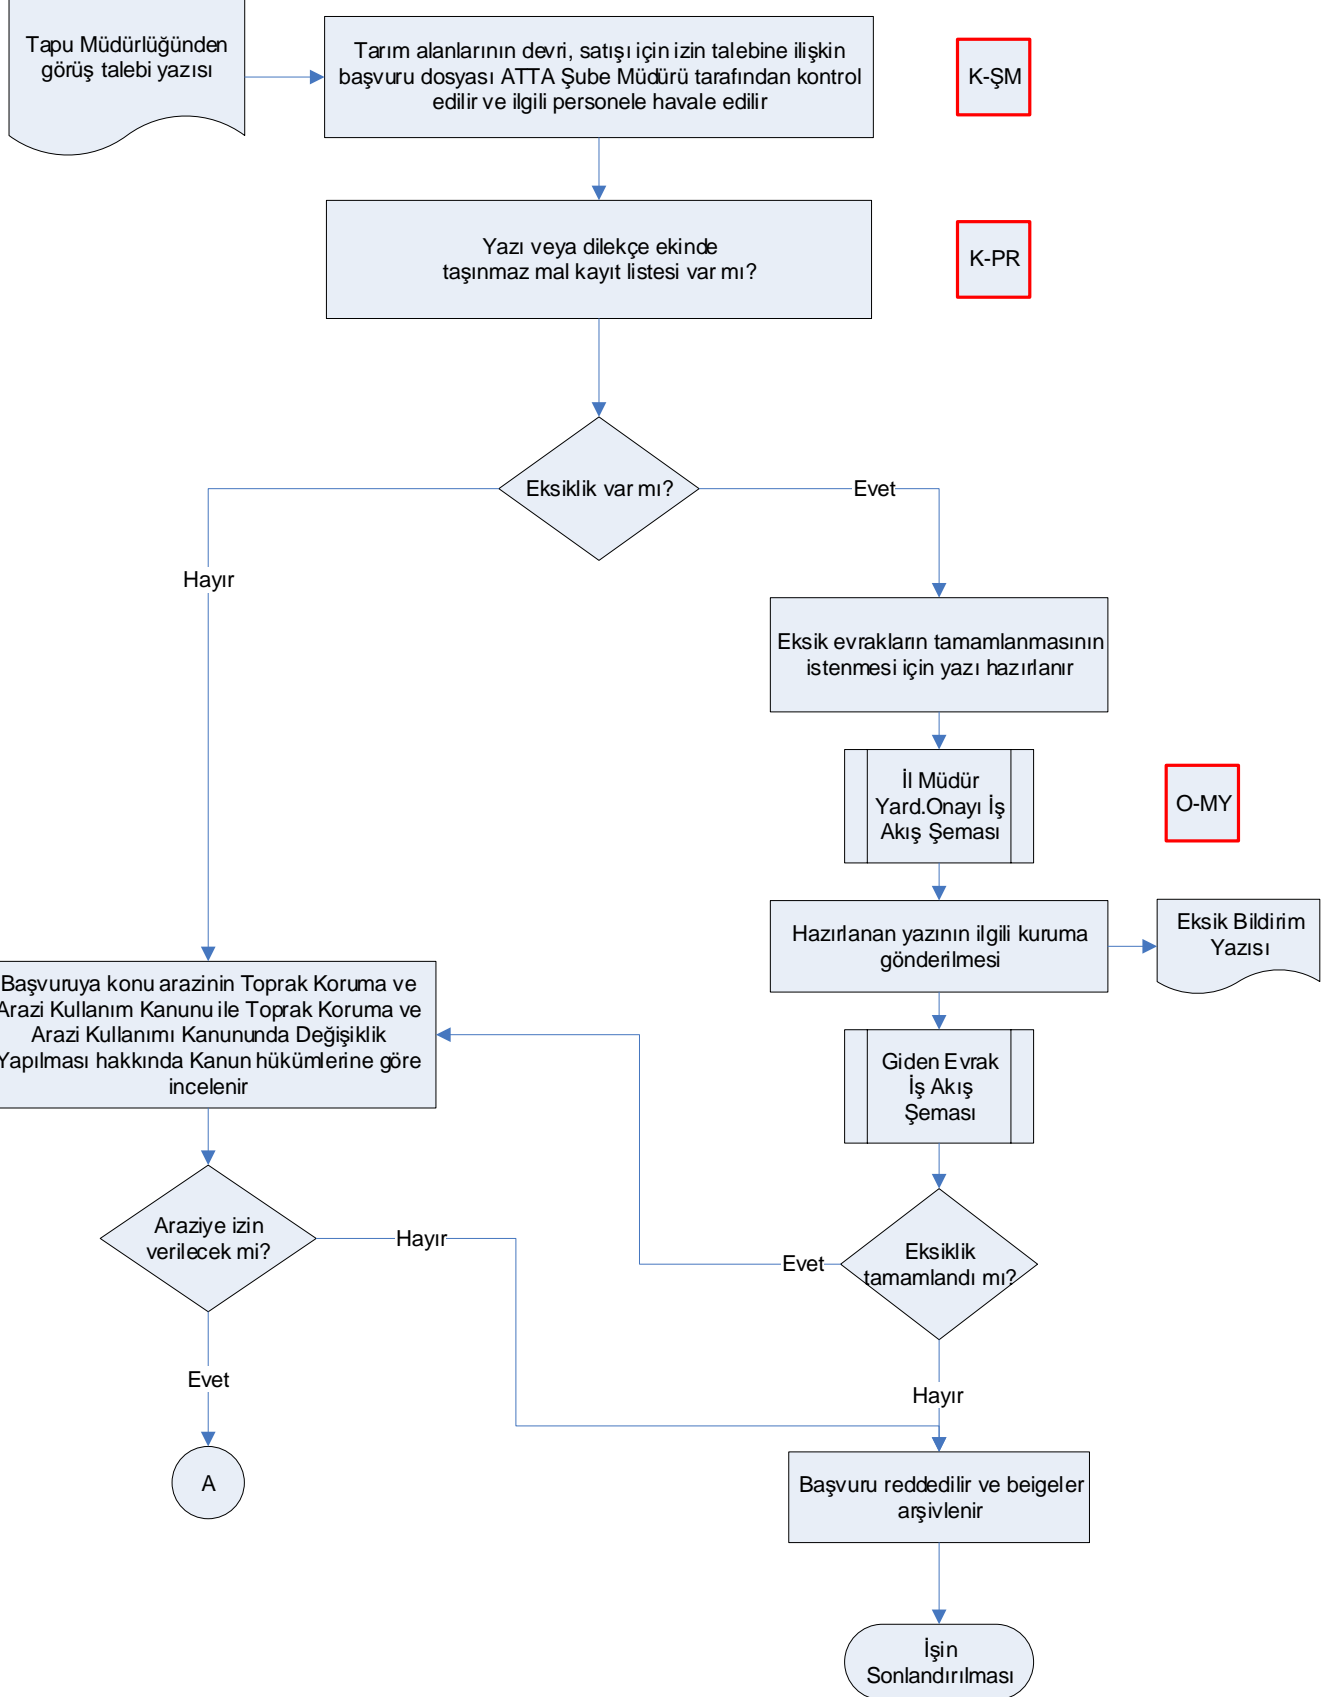 Tapu Müdürlüğünden
görüş talebi yazısı
Tarım alanlarının devri, satışı için izin talebine ilişkin
başvuru dosyası ATTA Şube Müdürü tarafından kontrol
edilir ve ilgili personele havale edilir
K-ŞM
Yazı veya dilekçe ekinde
taşınmaz mal kayıt listesi var mı?
K-PR
Eksiklik var mı?
Evet
Hayır
Eksik evrakların tamamlanmasının
istenmesi için yazı hazırlanır
İl Müdür
Yard.Onayı İş
Akış Şeması
O-MY
Hazırlanan yazının ilgili kuruma
gönderilmesi
Eksik Bildirim
Yazısı
Başvuruya konu arazinin Toprak Koruma ve
Arazi Kullanım Kanunu ile Toprak Koruma ve
Arazi Kullanımı Kanununda Değişiklik
Yapılması hakkında Kanun hükümlerine göre
incelenir
Giden Evrak
İş Akış
Şeması
Araziye izin
verilecek mi?
Hayır
Evet
Eksiklik
tamamlandı mı?
Evet
Hayır
A
Başvuru reddedilir ve beigeler
arşivlenir
İşin
Sonlandırılması